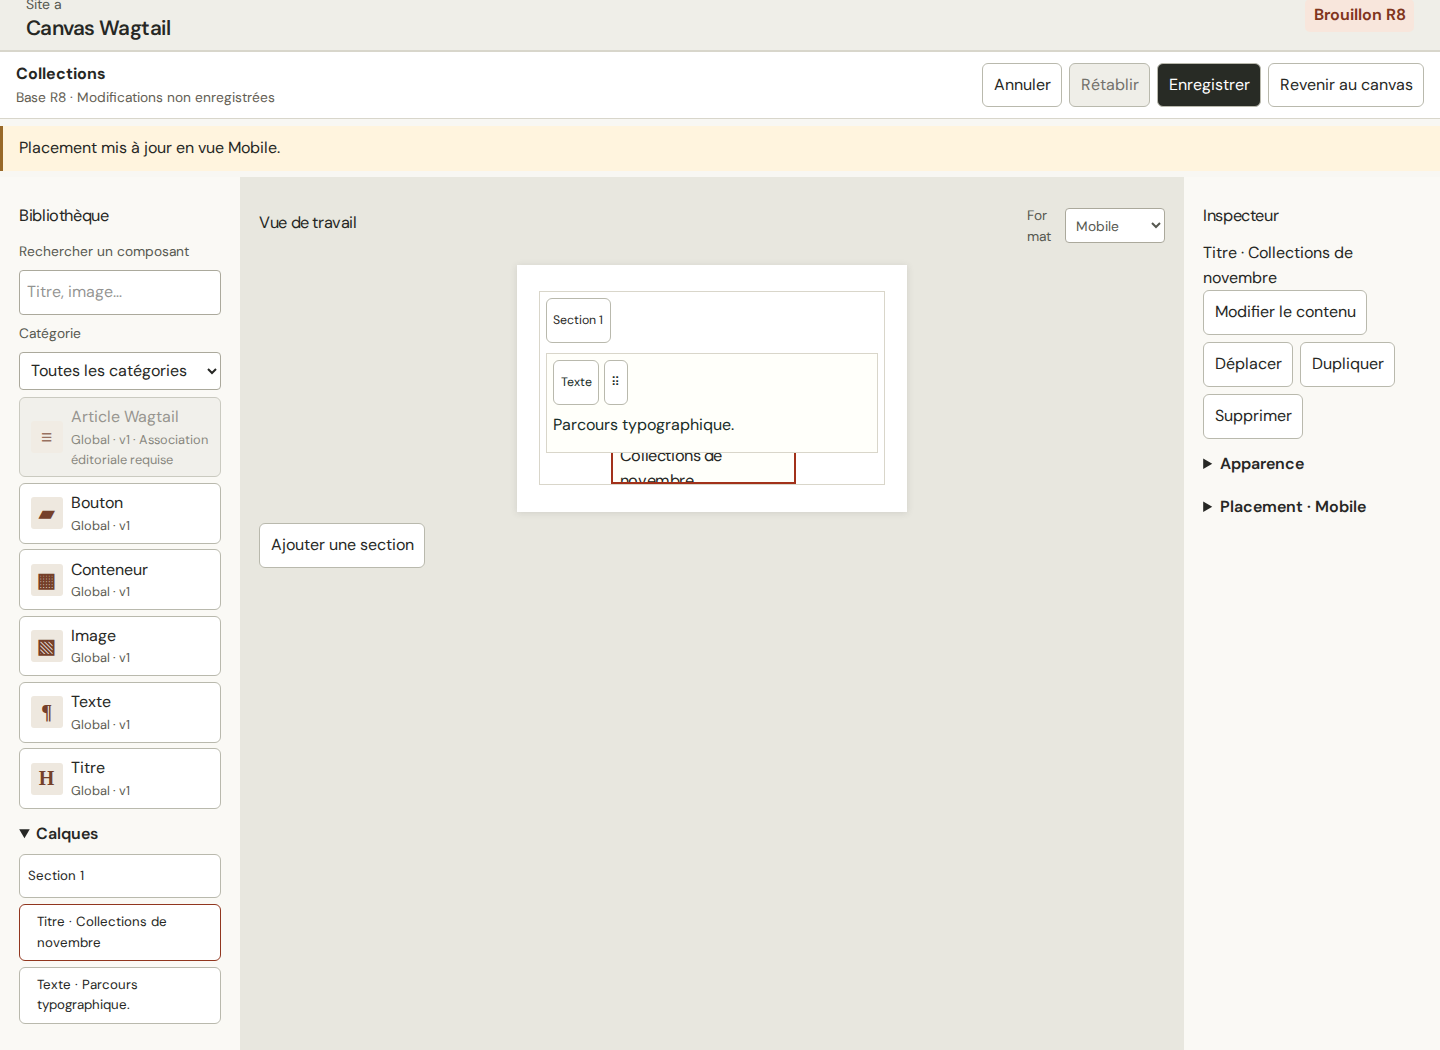 Site a
Canvas Wagtail
Brouillon R8
Collections
Base R8 · Modifications non enregistrées
Annuler
Rétablir
Enregistrer
Revenir au canvas
Placement mis à jour en vue Mobile.
Bibliothèque
Rechercher un composant
Titre, image...
Catégorie
Toutes les catégories
Article Wagtail
Global · v1 · Association
éditoriale requise
Bouton
Global · v1
Conteneur
Global · v1
Image
Global · v1
¶
Texte
Global · v1
H
Titre
Global · v1
Calques
Section 1
Titre · Collections de
novembre
Texte · Parcours
typographique.
Vue de travail
For
mat
Mobile
Section 1
Texte
Parcours typographique.
Collections de
novembre
Ajouter une section
Inspecteur
Titre · Collections de
novembre
Modifier le contenu
Déplacer
Dupliquer
Supprimer
Apparence
Placement · Mobile